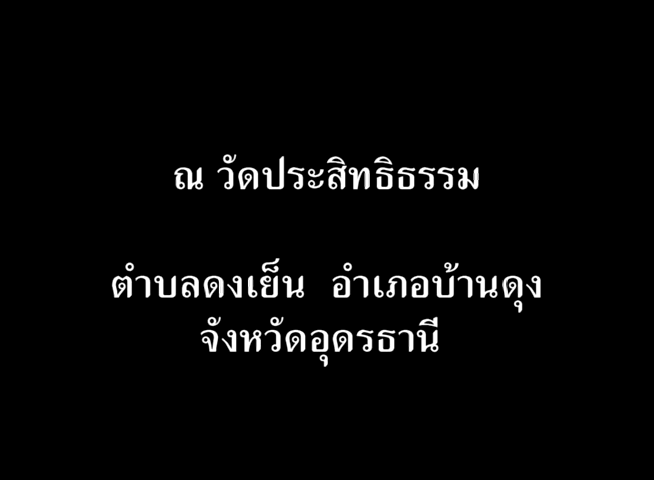 ณ วัดประสิทธิธรรม
ตำบลดงเย็น อำเภอบ้านดุง
จังหวัดอุดรธานี